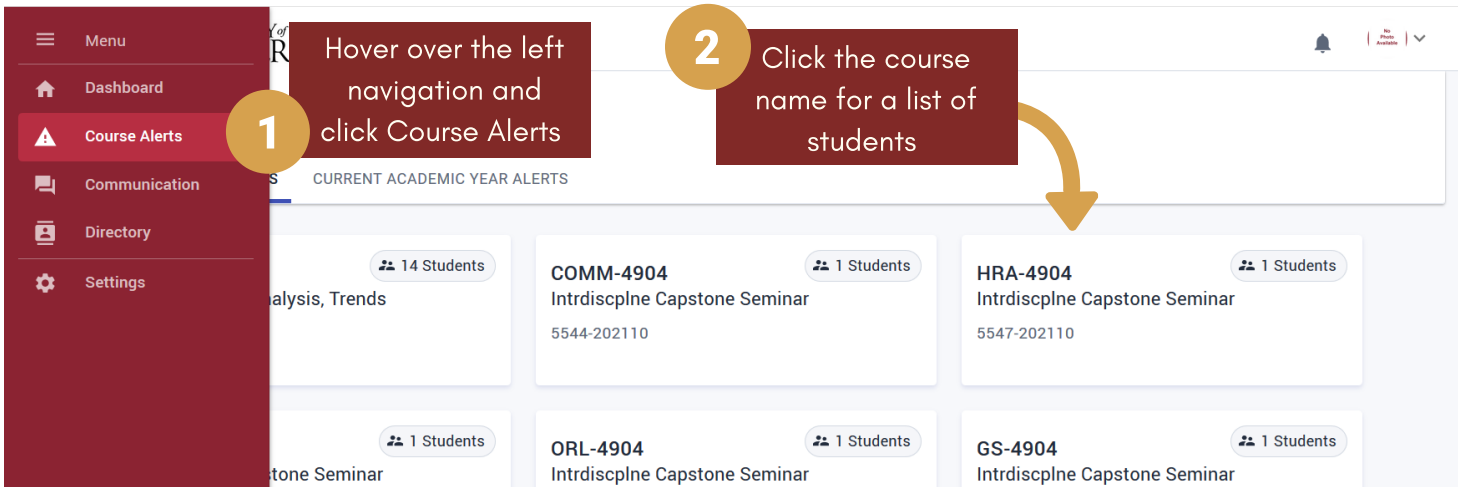 Menu
Dashboard
Course Alerts
Communication
Directory
Settings
1
Hover over the left
navigation and
click Course Alerts
2
Click the course
name for a list of
students
No
Photo
Available
CURRENT ACADEMIC YEAR ALERTS
14 Students
Trends
COMM-4904
1 Students
Intrdiscplne Capstone Seminar
5544-202110
HRA-4904
1 Students
Intrdiscplne Capstone Seminar
5547-202110
1 Students
Seminar
ORL-4904
1 Students
Intrdiscplne Capstone Seminar
GS-4904
1 Students
Intrdiscplne Capstone Seminar